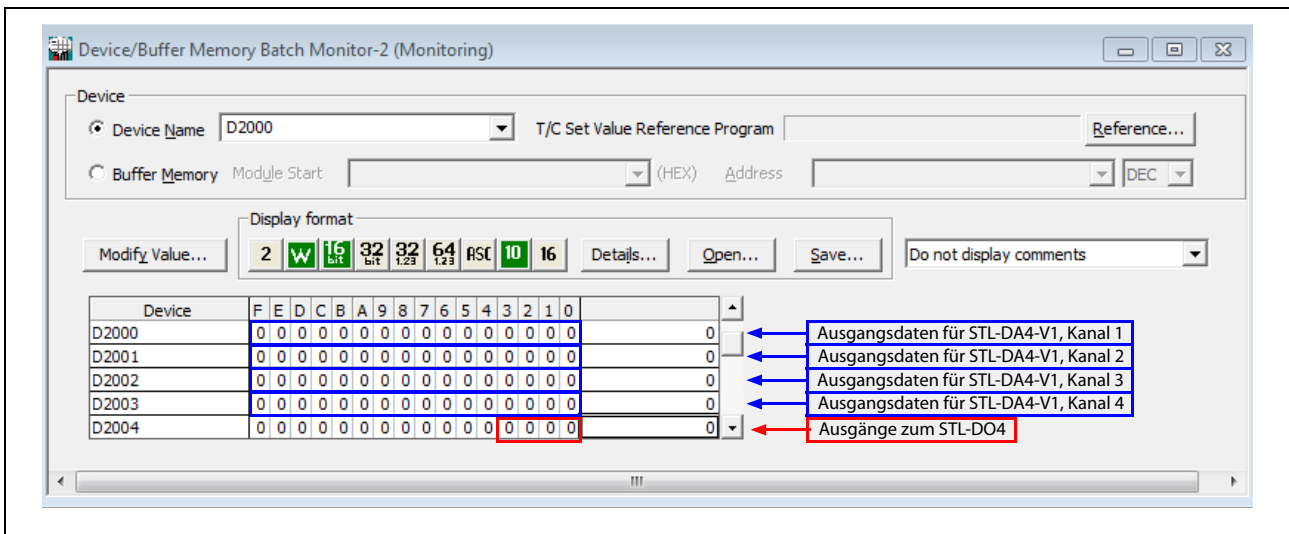 Device/Buffer Memory Batch Monitor-2 (Monitoring)
Device
Device Name D2000 T/C Set Value Reference Program Reference...
Buffer Memory Module Start (HEX) Address DEC
Display format
Modify Value... 2 W 16 bit 32 bit 32 1.23 64 1.23 ASC 10 16 Details... Open... Save... Do not display comments
Device F E D C B A 9 8 7 6 5 4 3 2 1 0
D2000 0 0 0 0 0 0 0 0 0 0 0 0 0 0 0 0 0 Ausgangsdaten für STL-DA4-V1, Kanal 1
D2001 0 0 0 0 0 0 0 0 0 0 0 0 0 0 0 0 0 Ausgangsdaten für STL-DA4-V1, Kanal 2
D2002 0 0 0 0 0 0 0 0 0 0 0 0 0 0 0 0 0 Ausgangsdaten für STL-DA4-V1, Kanal 3
D2003 0 0 0 0 0 0 0 0 0 0 0 0 0 0 0 0 0 Ausgangsdaten für STL-DA4-V1, Kanal 4
D2004 0 0 0 0 0 0 0 0 0 0 0 0 0 0 0 0 0 Ausgänge zum STL-DO4